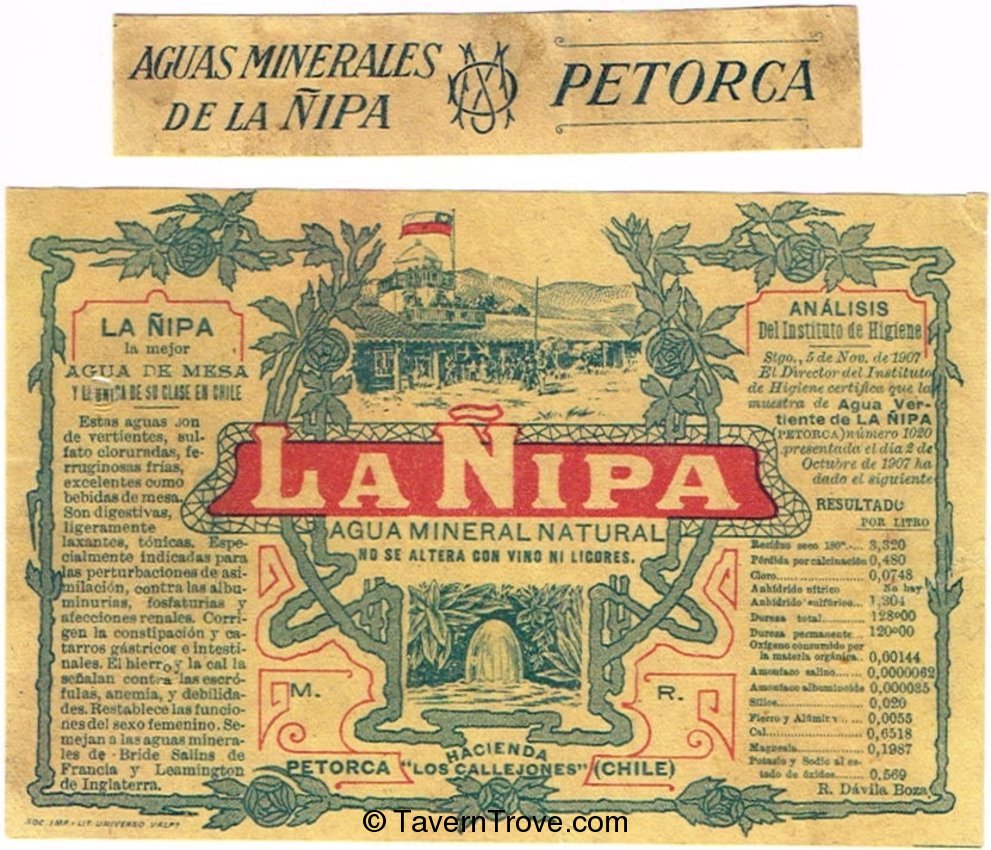 AGUAS MINERALES
DE LA ÑIPA
PETORCA
LA ÑIPA
la mejor
AGUA DE MESA
Y LA ÚNICA DE SU CLASE EN CHILE
Estas aguas son
de vertientes, sul-
fato cloruradas, fe-
rruginosas frías,
excelentes como
bebidas de mesa.
Son digestivas,
ligeramente
laxantes, tónicas. Espe-
cialmente indicadas para
las perturbaciones de asi-
milación, contra las albu-
minurias, fosfaturias y
afecciones renales. Corri-
gen la constipación y ca-
tarros gástricos e intesti-
nales. El hierro y la cal la
señalan contra las escró-
fulas, anemia, y debilida-
des. Restablece las funcio-
nes del sexo femenino. Se-
mejan a las aguas minera-
les de Bride Salins de
Francia y Leamington
de Inglaterra.
SOC. IMP.-LIT. UNIVERSO VALPº
LA ÑIPA
AGUA MINERAL NATURAL
NO SE ALTERA CON VINO NI LICORES.
M. R.
HACIENDA
PETORCA "LOS CALLEJONES" (CHILE)
ANÁLISIS
Del Instituto de Higiene
Stgo., 5 de Nov. de 1907
El Director del Instituto
de Higiene certifica que la
muestra de Agua Ver-
tiente de LA ÑIPA
(PETORCA) número 1020
presentada el día 2 de
Octubre de 1907 ha
dado el siguiente
RESULTADO
POR LITRO
Residuo seco 180º.... 3,320
Pérdida por calcinación 0,480
Cloro.................. 0,0748
Anhídrido nítrico No hay
Anhídrido sulfúrico... 1,304
Dureza total.......... 128º00
Dureza permanente... 120º00
Oxígeno consumido por
la materia orgánica.. 0,00144
Amoníaco salino..... 0,0000062
Amoníaco albuminoide 0,000085
Sílice.................. 0,020
Fierro y Alúmina..... 0,0055
Cal.................... 0,6518
Magnesia............. 0,1987
Potasio y Sodio al es-
tado de óxidos....... 0,569
R. Dávila Boza
© TavernTrove.com